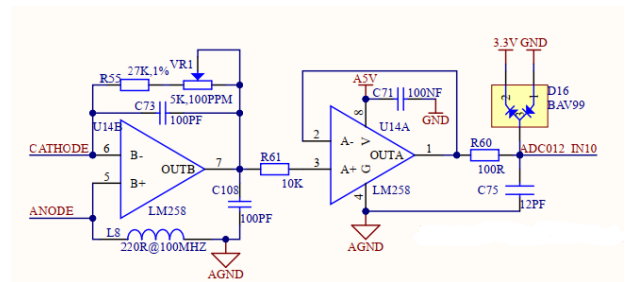 3.3V GND
27K,1% VR1
R55
A5V
C71 100NF
D16
BAV99
2 1
C73
5K,100PPM
100PF
8
GND
U14B
U14A
CATHODE 6 B- 2 A- V
OUTB 7 R61 OUTA 1 R60 ADC012_IN10
5 B+ 3 A+ G
10K 100R
ANODE LM258 C108 4 LM258 C75
100PF 12PF
L8
220R@100MHZ
AGND AGND